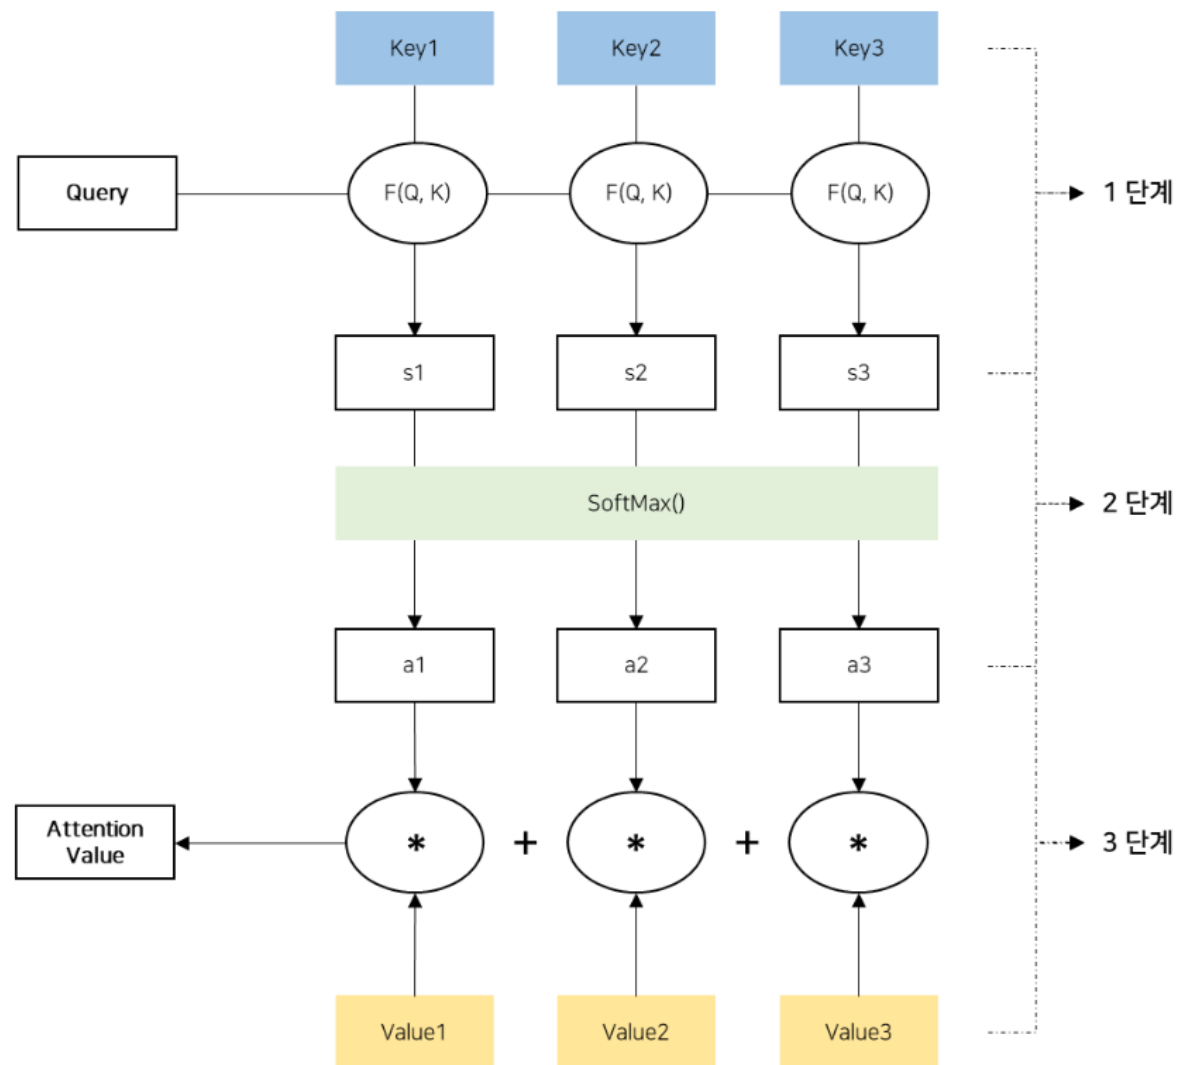 Key1
Key2
Key3
Query
F(Q, K)
F(Q, K)
F(Q, K)
1 단계
s1
s2
s3
SoftMax()
2 단계
a1
a2
a3
Attention
Value
*
+
*
+
*
3 단계
Value1
Value2
Value3